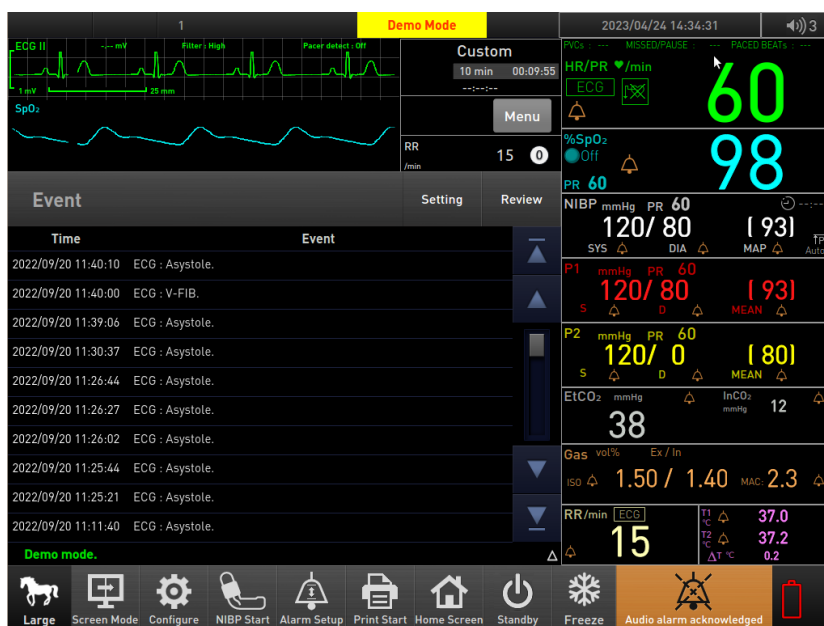 1
Demo Mode
2023/04/24 14:34:31
3
ECG II -.-- mV Filter : High Pacer detect : Off
1 mV 25 mm
SpO₂
Custom
10 min 00:09:55
--:--
Menu
RR
/min
15 0
Event
Setting
Review
Time Event
2022/09/20 11:40:10 ECG : Asystole.
2022/09/20 11:40:00 ECG : V-FIB.
2022/09/20 11:39:06 ECG : Asystole.
2022/09/20 11:30:37 ECG : Asystole.
2022/09/20 11:26:44 ECG : Asystole.
2022/09/20 11:26:27 ECG : Asystole.
2022/09/20 11:26:02 ECG : Asystole.
2022/09/20 11:25:44 ECG : Asystole.
2022/09/20 11:25:21 ECG : Asystole.
2022/09/20 11:11:40 ECG : Asystole.
Demo mode.
PVCs : --- MISSED/PAUSE : --- PACED BEATS : ---
HR/PR /min
ECG
60
%SpO₂
Off
98
PR 60
NIBP mmHg PR 60 --:--
120/ 80 ( 93)
SYS DIA MAP Auto
P1 mmHg PR 60
120/ 80 ( 93)
S D MEAN
P2 mmHg PR 60
120/ 0 ( 80)
S D MEAN
EtCO₂ mmHg InCO₂
mmHg 12
38
Gas vol% Ex / In
ISO 1.50 / 1.40 MAC: 2.3
RR/min ECG
15
T1 °C 37.0
T2 °C 37.2
ΔT °C 0.2
Large
Screen Mode
Configure
NIBP Start
Alarm Setup
Print Start
Home Screen
Standby
Freeze
Audio alarm acknowledged